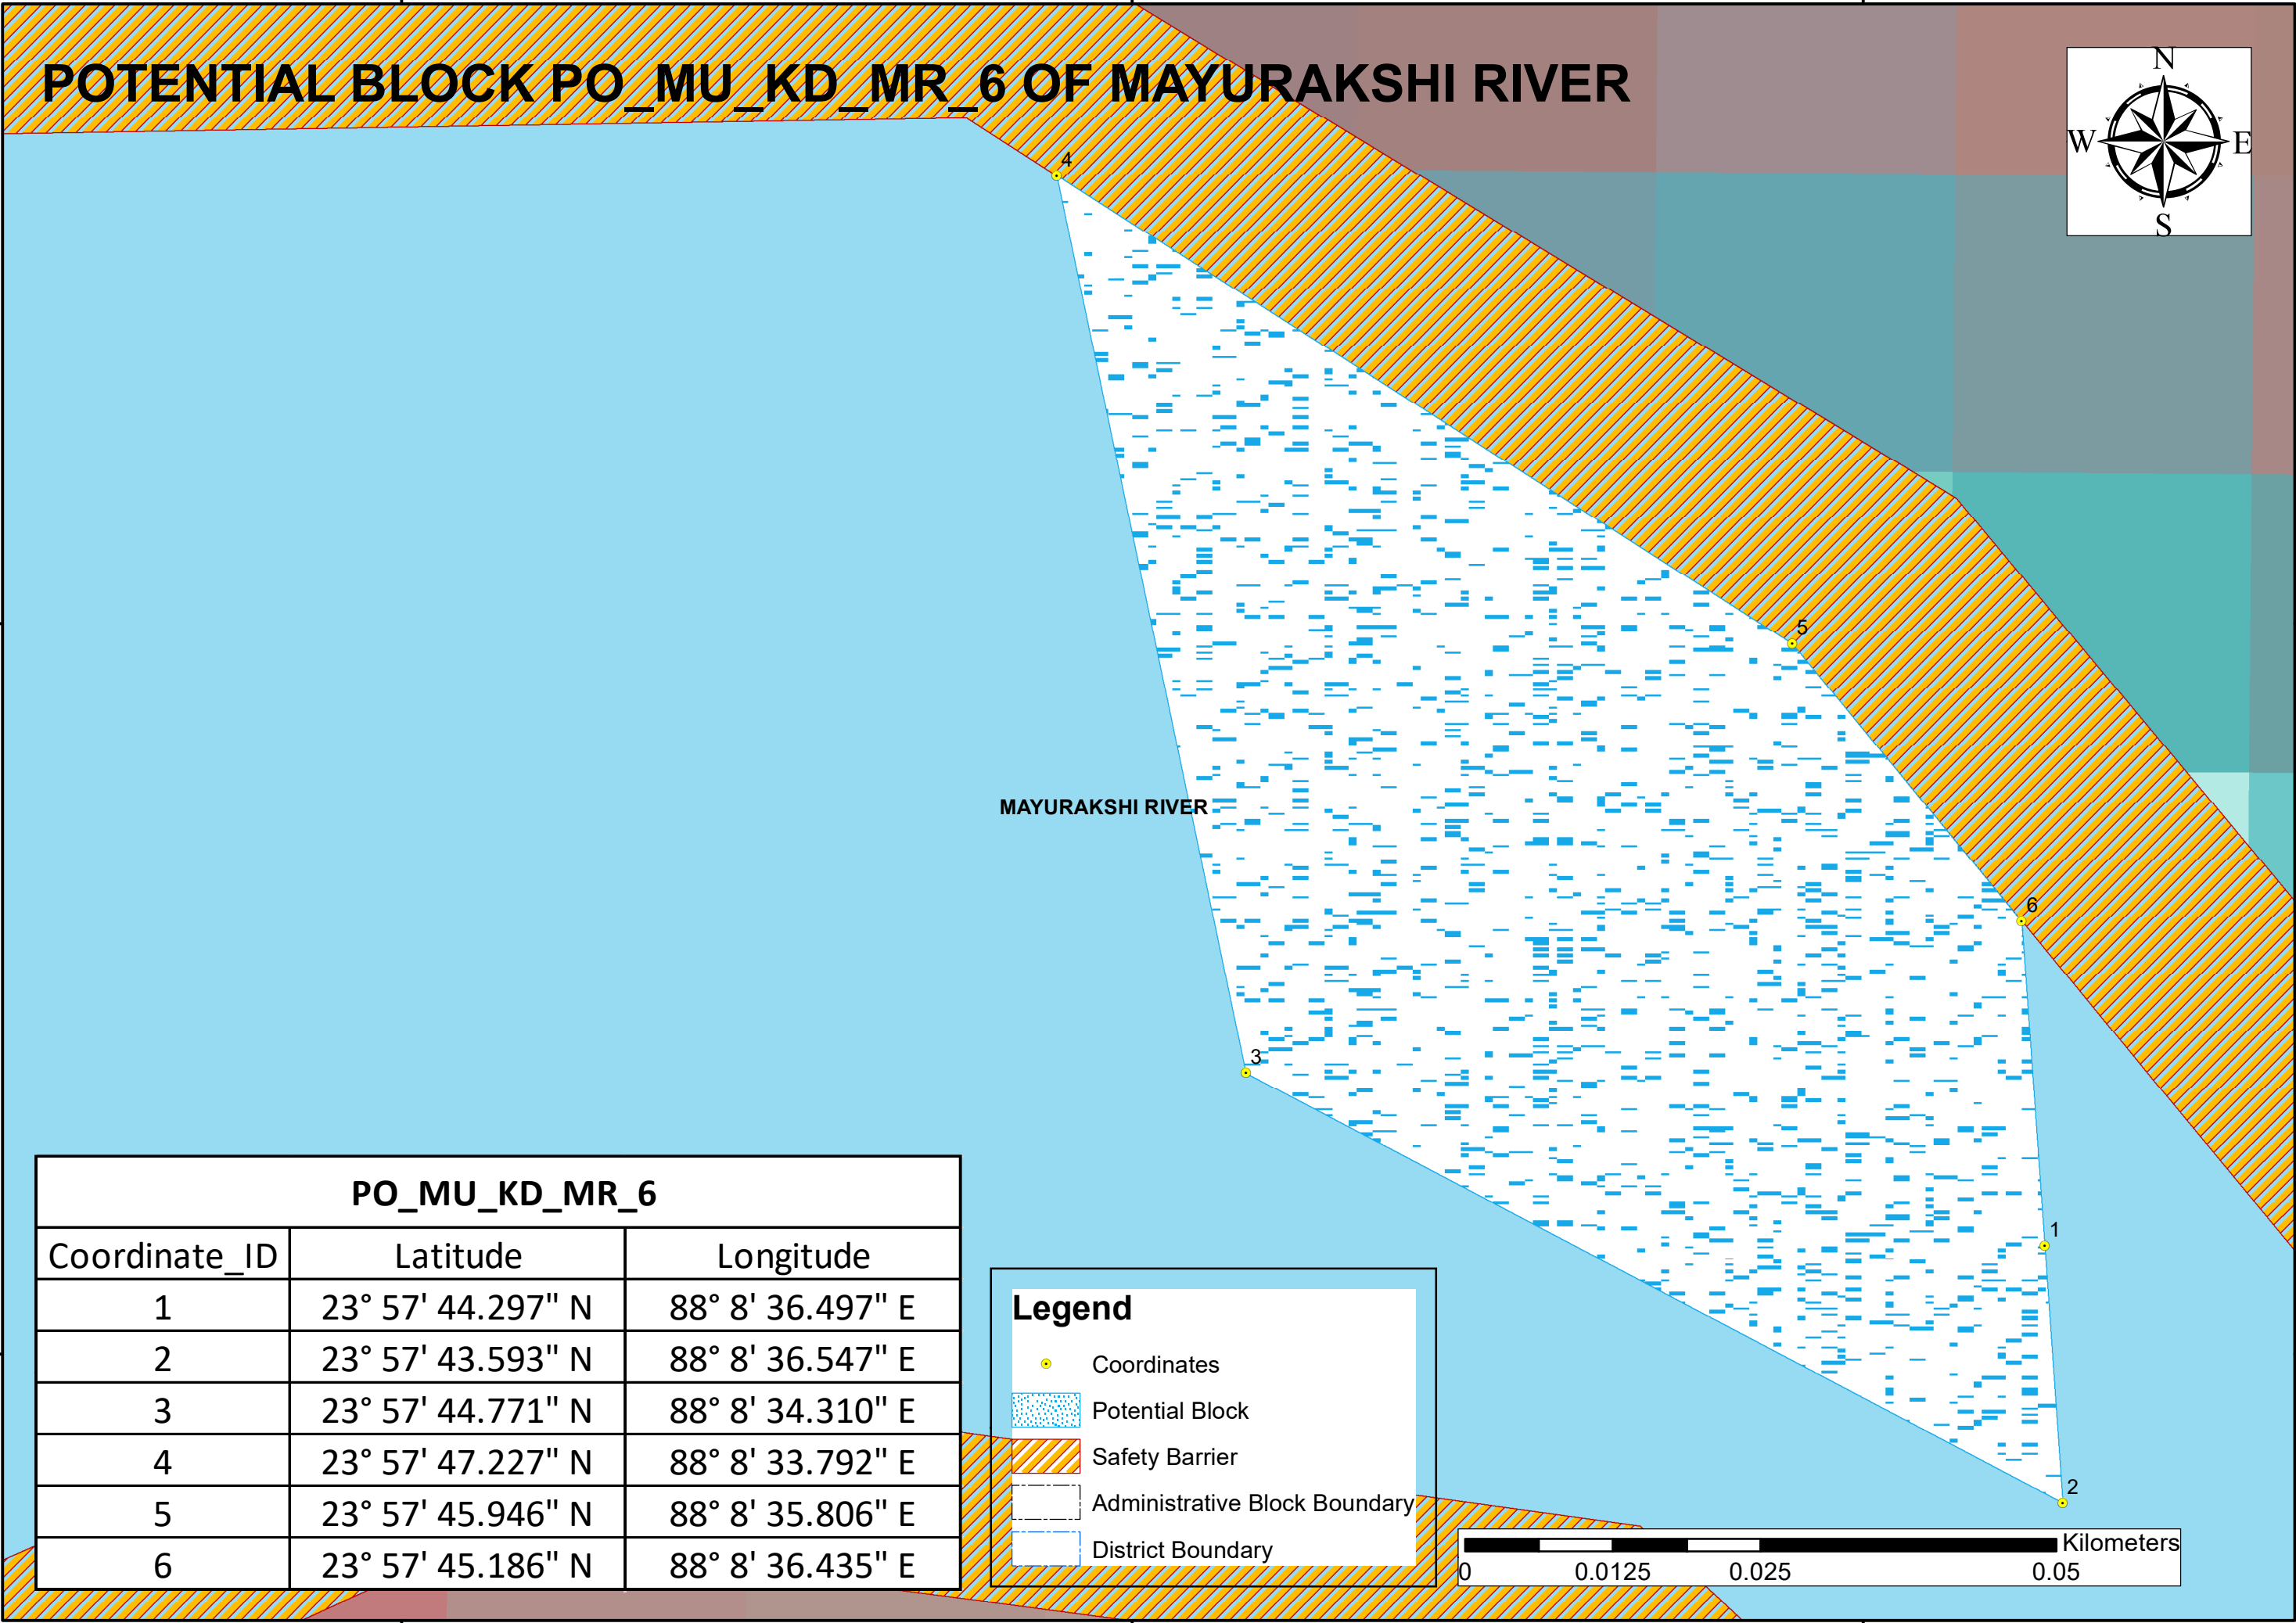 POTENTIAL BLOCK PO_MU_KD_MR_6 OF MAYURAKSHI RIVER
N
W E
S
4
5
MAYURAKSHI RIVER
6
3
1
2
PO_MU_KD_MR_6
Coordinate_ID Latitude Longitude
1 23° 57' 44.297" N 88° 8' 36.497" E
2 23° 57' 43.593" N 88° 8' 36.547" E
3 23° 57' 44.771" N 88° 8' 34.310" E
4 23° 57' 47.227" N 88° 8' 33.792" E
5 23° 57' 45.946" N 88° 8' 35.806" E
6 23° 57' 45.186" N 88° 8' 36.435" E
Legend
Coordinates
Potential Block
Safety Barrier
Administrative Block Boundary
District Boundary
Kilometers
0 0.0125 0.025 0.05